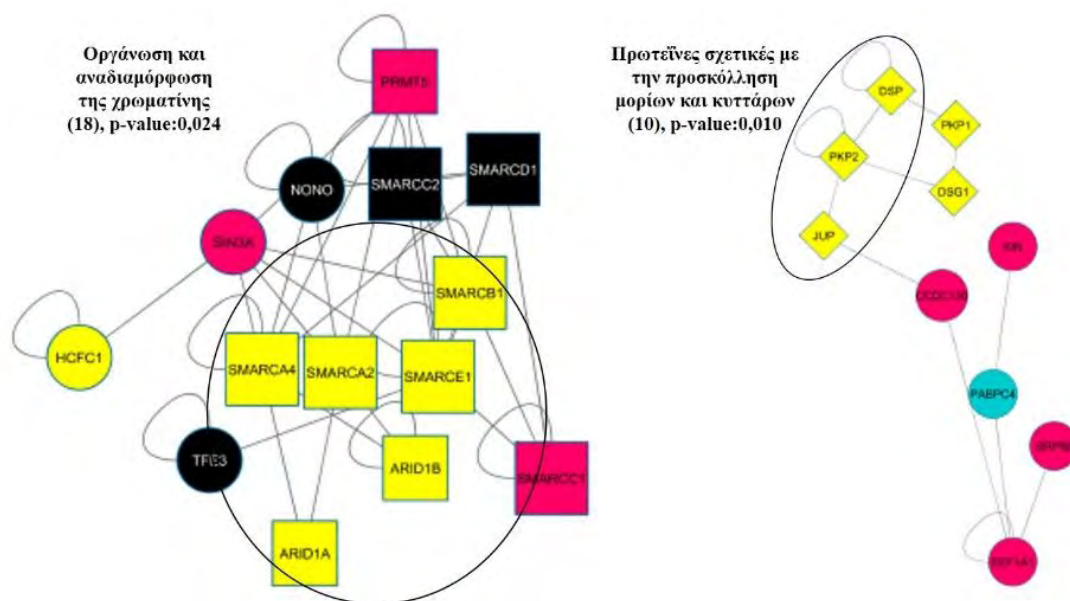 Οργάνωση και
αναδιαμόρφωση
της χρωματίνης
(18), p-value:0,024
PRMT5
NONO
SMARCC2
SMARCD1
SIN3A
SMARCB1
HCFC1
SMARCA4
SMARCA2
SMARCE1
TFE3
ARID1B
SMARCC1
ARID1A
Πρωτεΐνες σχετικές με
την προσκόλληση
μορίων και κυττάρων
(10), p-value:0,010
DSP
PKP1
PKP2
DSG1
JUP
PABPC4
EEF1A1